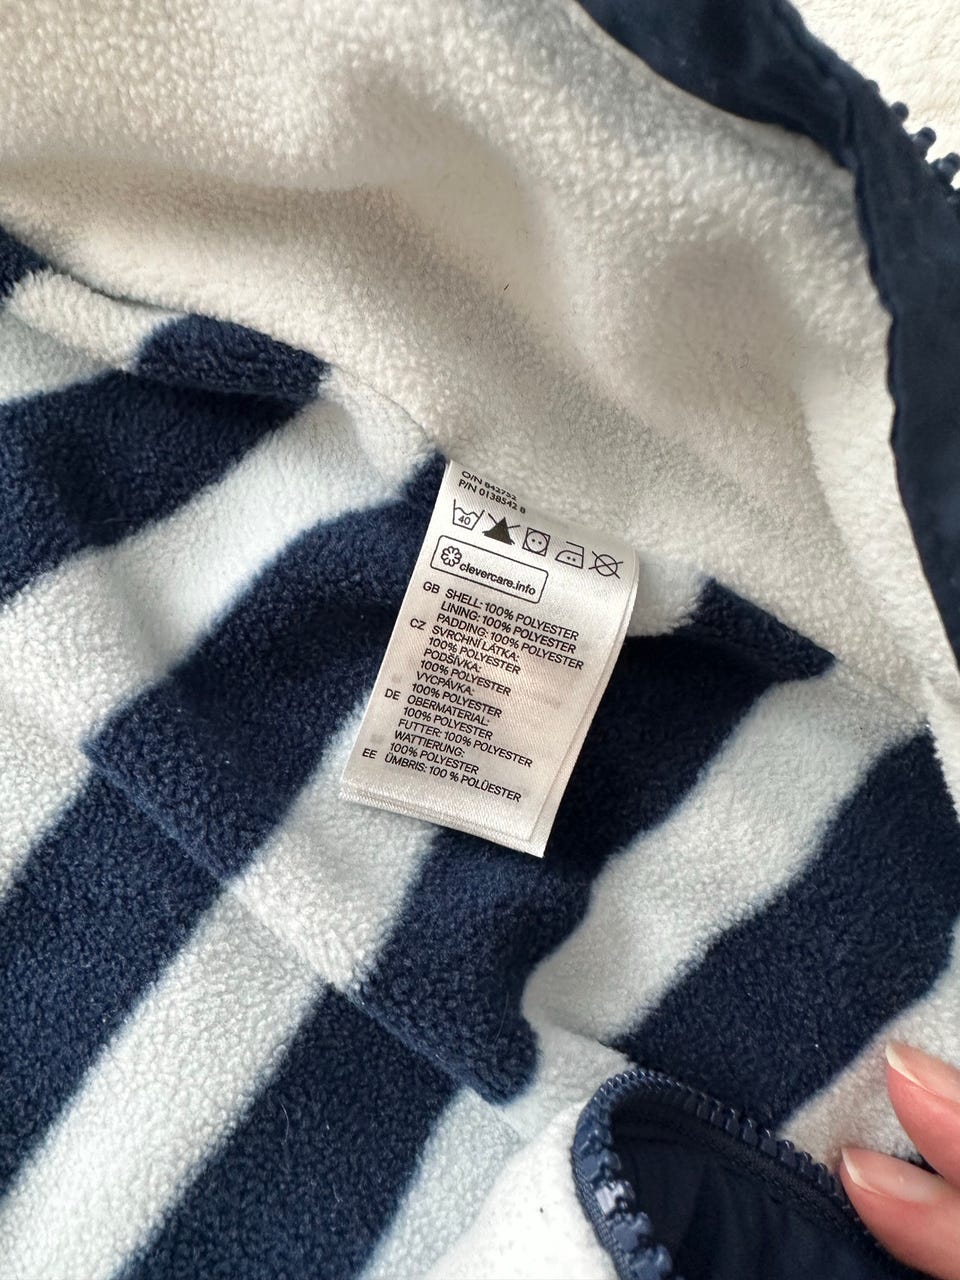 O/N 842752
P/N 0138542 8
40
clevercare.info
GB SHELL: 100% POLYESTER
LINING: 100% POLYESTER
PADDING: 100% POLYESTER
CZ SVRCHNÍ LÁTKA:
100% POLYESTER
PODŠÍVKA:
100% POLYESTER
VYCPÁVKA:
100% POLYESTER
DE OBERMATERIAL:
100% POLYESTER
FUTTER: 100% POLYESTER
WATTIERUNG:
100% POLYESTER
EE ÜMBRIS: 100 % POLÜESTER